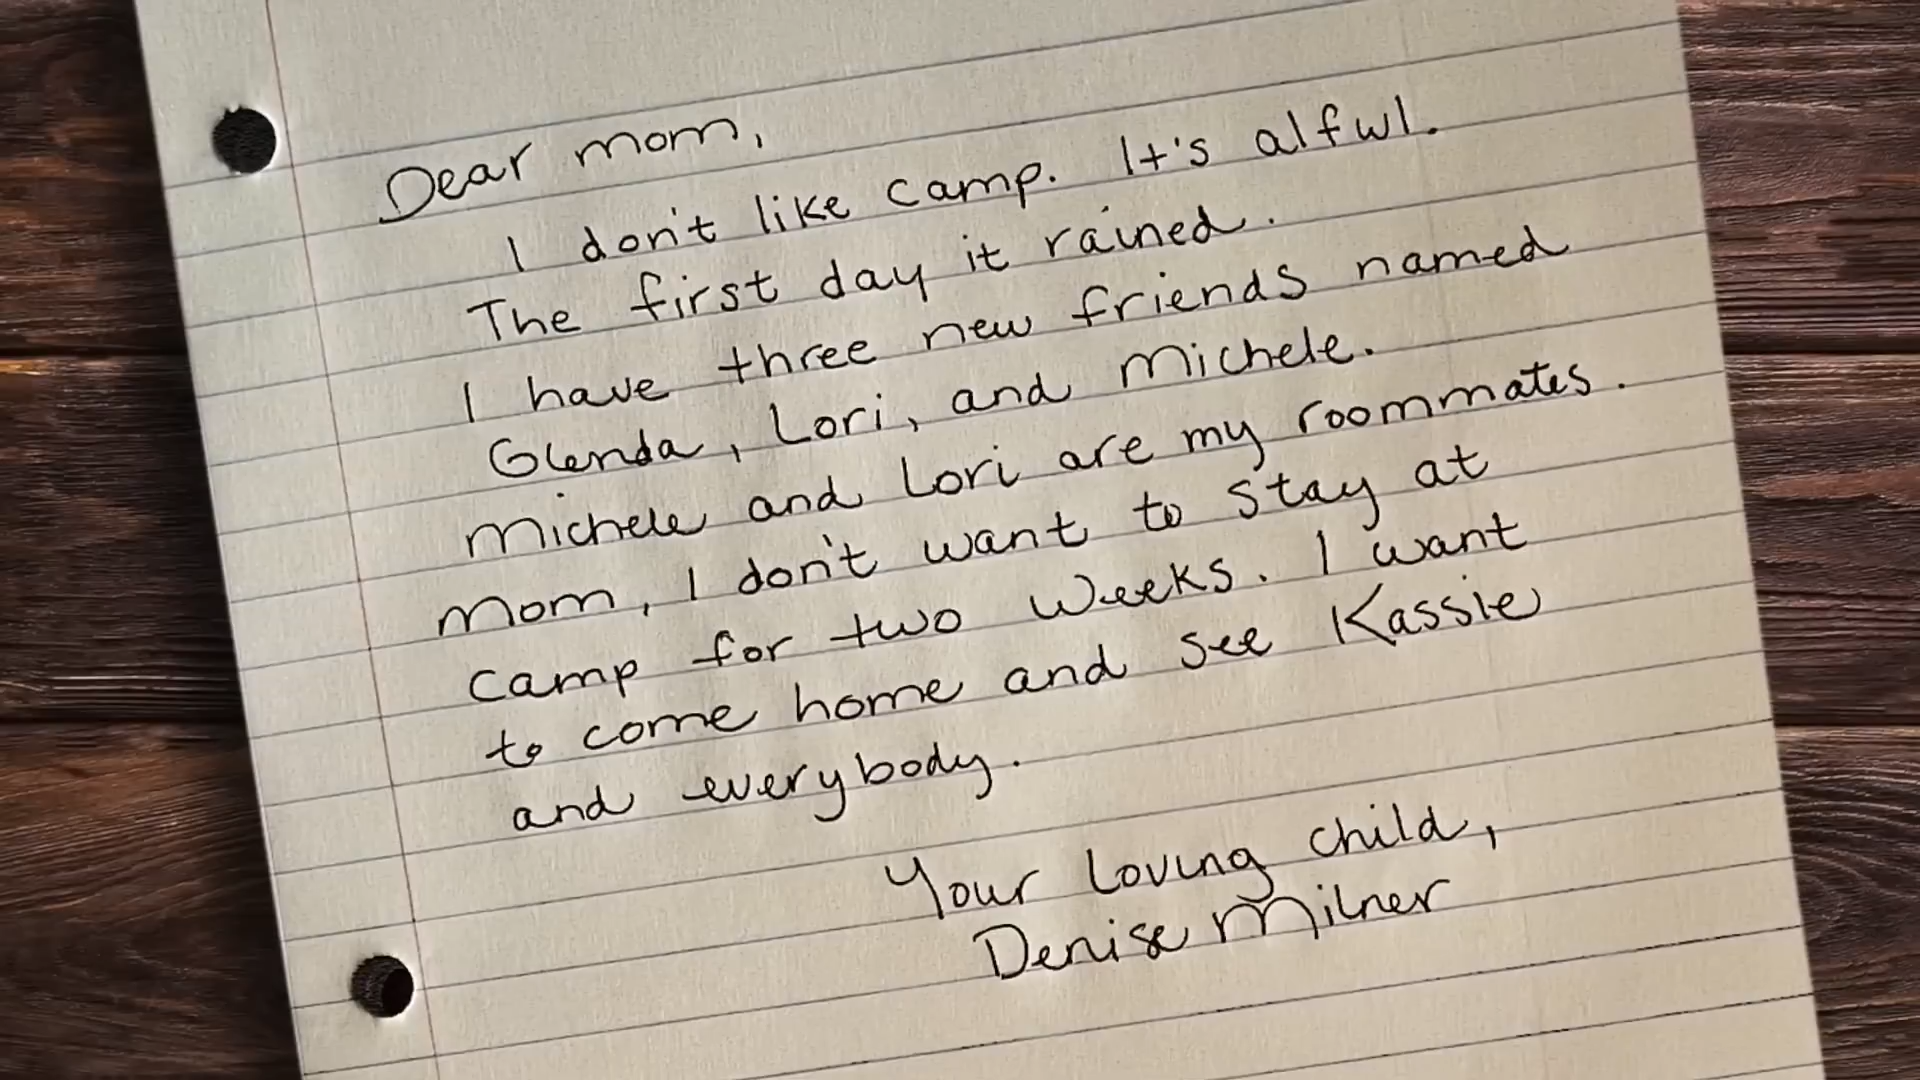 Dear mom,
I don't like camp. It's alfwl.
The first day it rained.
I have three new friends named
Glenda, Lori, and Michele.
Michele and Lori are my roommates.
Mom, I don't want to stay at
camp for two weeks. I want
to come home and see Kassie
and everybody.
Your loving child,
Denise Milner